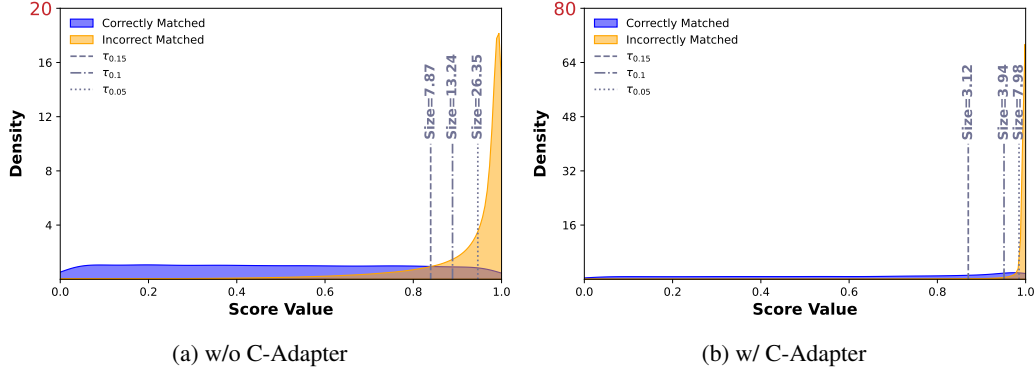 20
16
12
8
4
Density
Correctly Matched
Incorrect Matched
τ0.15
τ0.1
τ0.05
Size=7.87
Size=13.24
Size=26.35
0.0 0.2 0.4 0.6 0.8 1.0
Score Value
(a) w/o C-Adapter
80
64
48
32
16
Density
Correctly Matched
Incorrectly Matched
τ0.15
τ0.1
τ0.05
Size=3.12
Size=3.94
Size=7.98
0.0 0.2 0.4 0.6 0.8 1.0
Score Value
(b) w/ C-Adapter